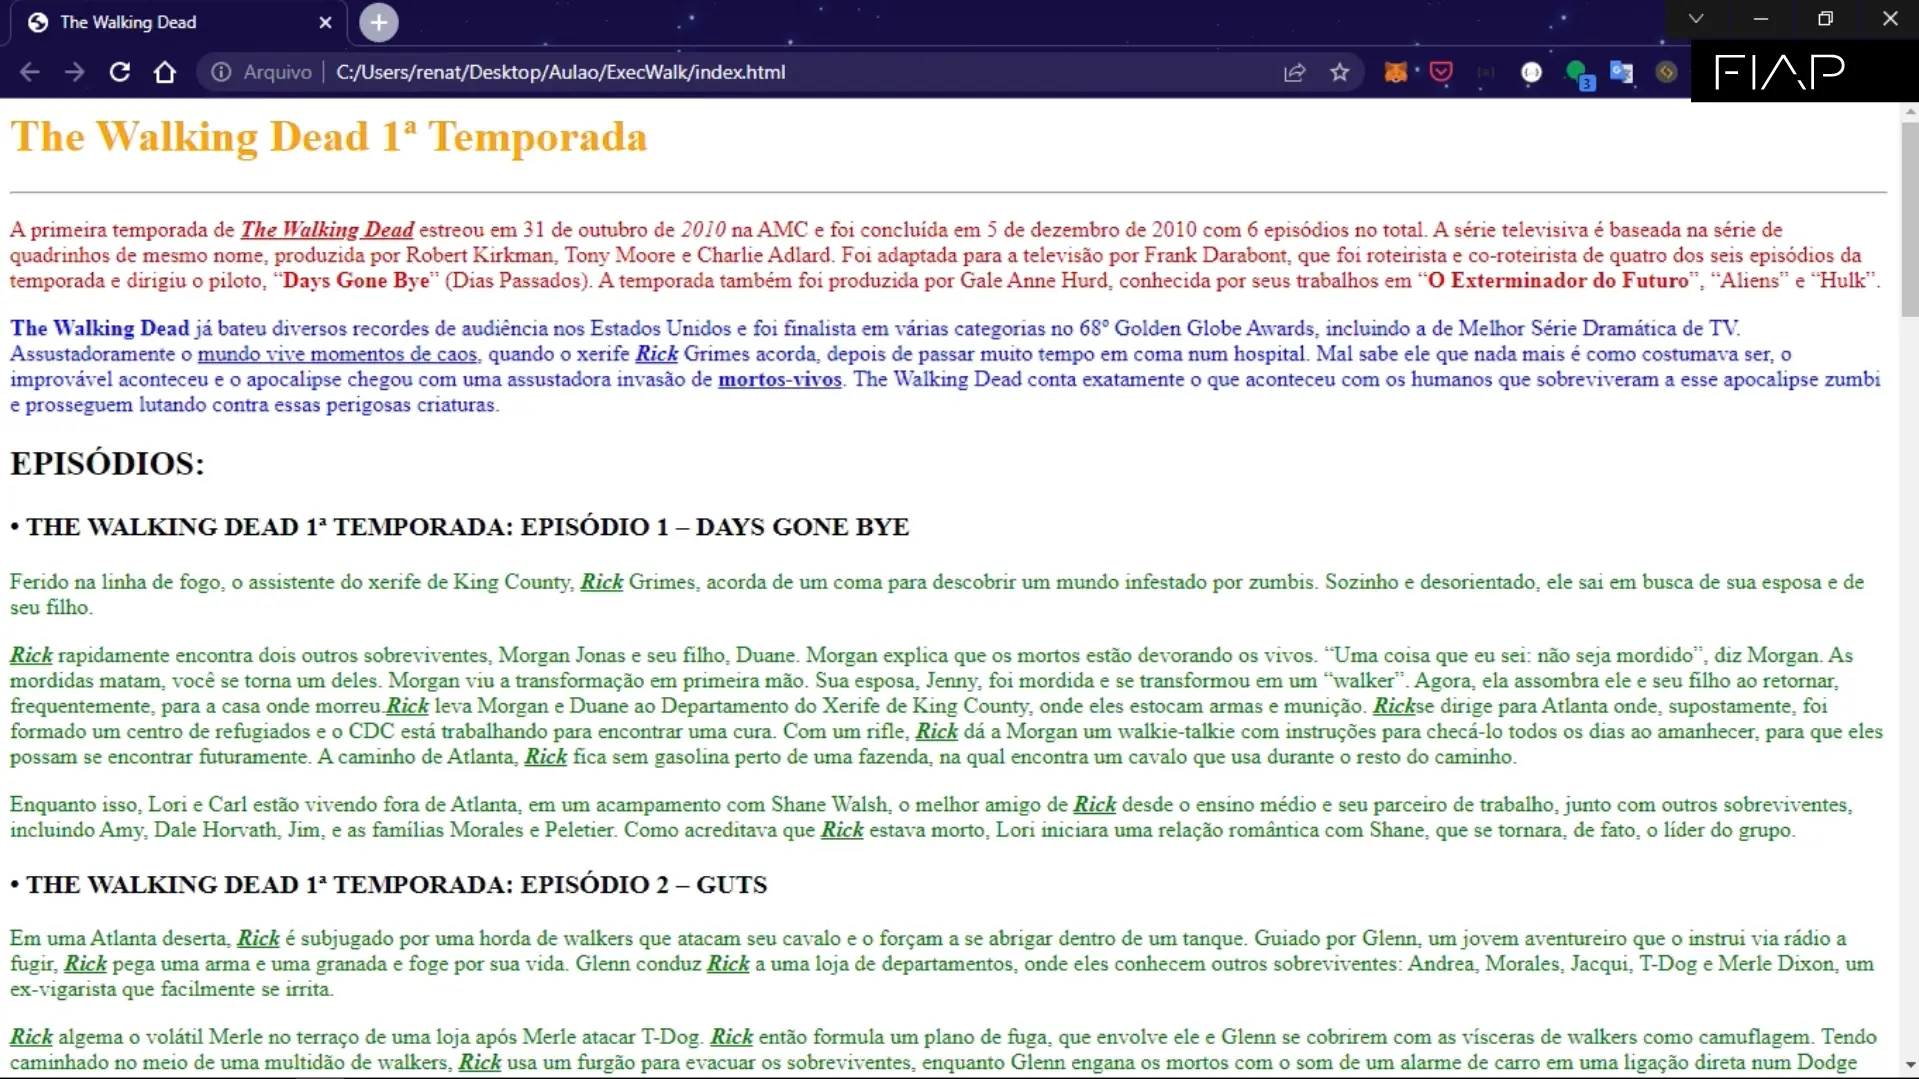 The Walking Dead
Arquivo
C:/Users/renat/Desktop/Aulao/ExecWalk/index.html
3
FIAP
The Walking Dead 1ª Temporada
A primeira temporada de The Walking Dead estreou em 31 de outubro de 2010 na AMC e foi concluída em 5 de dezembro de 2010 com 6 episódios no total. A série televisiva é baseada na série de
quadrinhos de mesmo nome, produzida por Robert Kirkman, Tony Moore e Charlie Adlard. Foi adaptada para a televisão por Frank Darabont, que foi roteirista e co-roteirista de quatro dos seis episódios da
temporada e dirigiu o piloto, “Days Gone Bye” (Dias Passados). A temporada também foi produzida por Gale Anne Hurd, conhecida por seus trabalhos em “O Exterminador do Futuro”, “Aliens” e “Hulk”.
The Walking Dead já bateu diversos recordes de audiência nos Estados Unidos e foi finalista em várias categorias no 68º Golden Globe Awards, incluindo a de Melhor Série Dramática de TV.
Assustadoramente o mundo vive momentos de caos, quando o xerife Rick Grimes acorda, depois de passar muito tempo em coma num hospital. Mal sabe ele que nada mais é como costumava ser, o
improvável aconteceu e o apocalipse chegou com uma assustadora invasão de mortos-vivos. The Walking Dead conta exatamente o que aconteceu com os humanos que sobreviveram a esse apocalipse zumbi
e prosseguem lutando contra essas perigosas criaturas.
EPISÓDIOS:
• THE WALKING DEAD 1ª TEMPORADA: EPISÓDIO 1 – DAYS GONE BYE
Ferido na linha de fogo, o assistente do xerife de King County, Rick Grimes, acorda de um coma para descobrir um mundo infestado por zumbis. Sozinho e desorientado, ele sai em busca de sua esposa e de
seu filho.
Rick rapidamente encontra dois outros sobreviventes, Morgan Jonas e seu filho, Duane. Morgan explica que os mortos estão devorando os vivos. “Uma coisa que eu sei: não seja mordido”, diz Morgan. As
mordidas matam, você se torna um deles. Morgan viu a transformação em primeira mão. Sua esposa, Jenny, foi mordida e se transformou em um “walker”. Agora, ela assombra ele e seu filho ao retornar,
frequentemente, para a casa onde morreu.Rick leva Morgan e Duane ao Departamento do Xerife de King County, onde eles estocam armas e munição. Rickse dirige para Atlanta onde, supostamente, foi
formado um centro de refugiados e o CDC está trabalhando para encontrar uma cura. Com um rifle, Rick dá a Morgan um walkie-talkie com instruções para checá-lo todos os dias ao amanhecer, para que eles
possam se encontrar futuramente. A caminho de Atlanta, Rick fica sem gasolina perto de uma fazenda, na qual encontra um cavalo que usa durante o resto do caminho.
Enquanto isso, Lori e Carl estão vivendo fora de Atlanta, em um acampamento com Shane Walsh, o melhor amigo de Rick desde o ensino médio e seu parceiro de trabalho, junto com outros sobreviventes,
incluindo Amy, Dale Horvath, Jim, e as famílias Morales e Peletier. Como acreditava que Rick estava morto, Lori iniciara uma relação romântica com Shane, que se tornara, de fato, o líder do grupo.
• THE WALKING DEAD 1ª TEMPORADA: EPISÓDIO 2 – GUTS
Em uma Atlanta deserta, Rick é subjugado por uma horda de walkers que atacam seu cavalo e o forçam a se abrigar dentro de um tanque. Guiado por Glenn, um jovem aventureiro que o instrui via rádio a
fugir, Rick pega uma arma e uma granada e foge por sua vida. Glenn conduz Rick a uma loja de departamentos, onde eles conhecem outros sobreviventes: Andrea, Morales, Jacqui, T-Dog e Merle Dixon, um
ex-vigarista que facilmente se irrita.
Rick algema o volátil Merle no terraço de uma loja após Merle atacar T-Dog. Rick então formula um plano de fuga, que envolve ele e Glenn se cobrirem com as vísceras de walkers como camuflagem. Tendo
caminhado no meio de uma multidão de walkers, Rick usa um furgão para evacuar os sobreviventes, enquanto Glenn engana os mortos com o som de um alarme de carro em uma ligação direta num Dodge